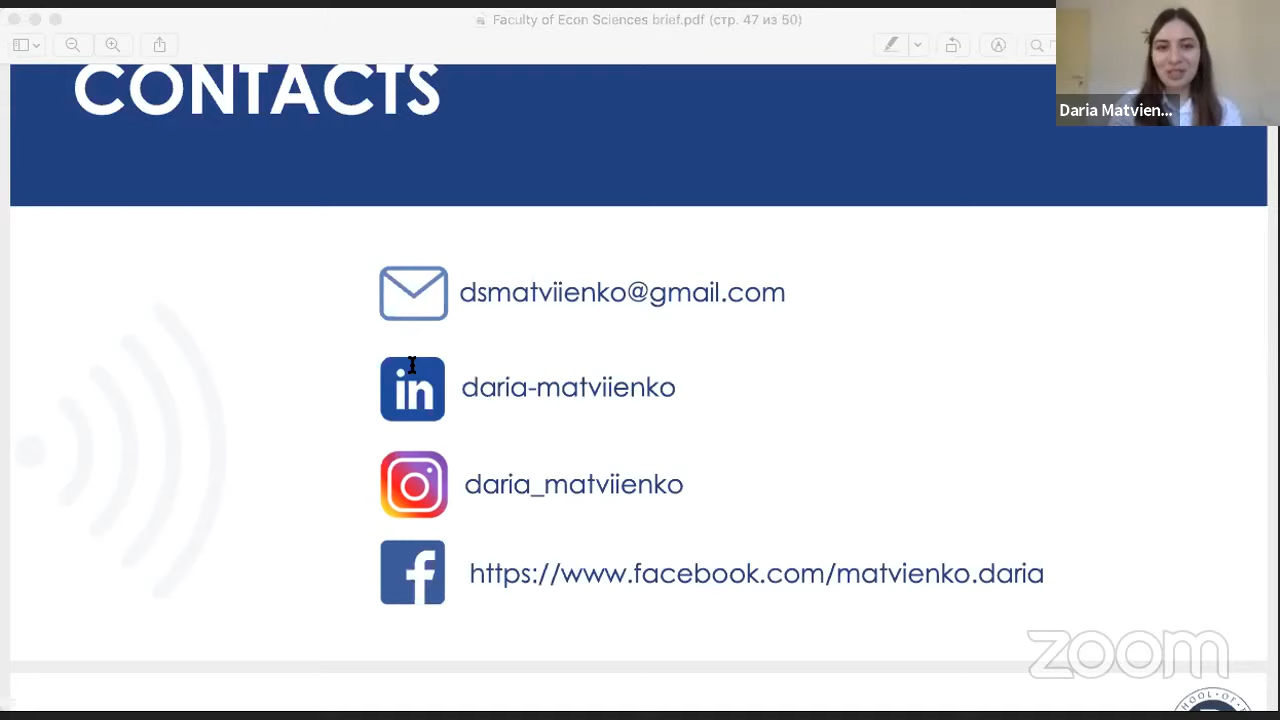 Faculty of Econ Sciences brief.pdf (стр. 47 из 50)
CONTACTS
Daria Matvien...
dsmatviienko@gmail.com
in
daria-matviienko
daria_matviienko
f
https://www.facebook.com/matvienko.daria
zoom